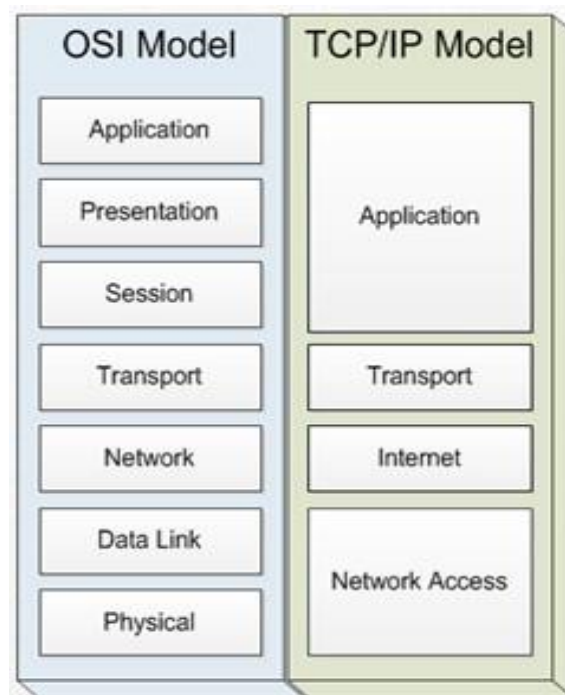 OSI Model
Application
Presentation
Session
Transport
Network
Data Link
Physical
TCP/IP Model
Application
Transport
Internet
Network Access